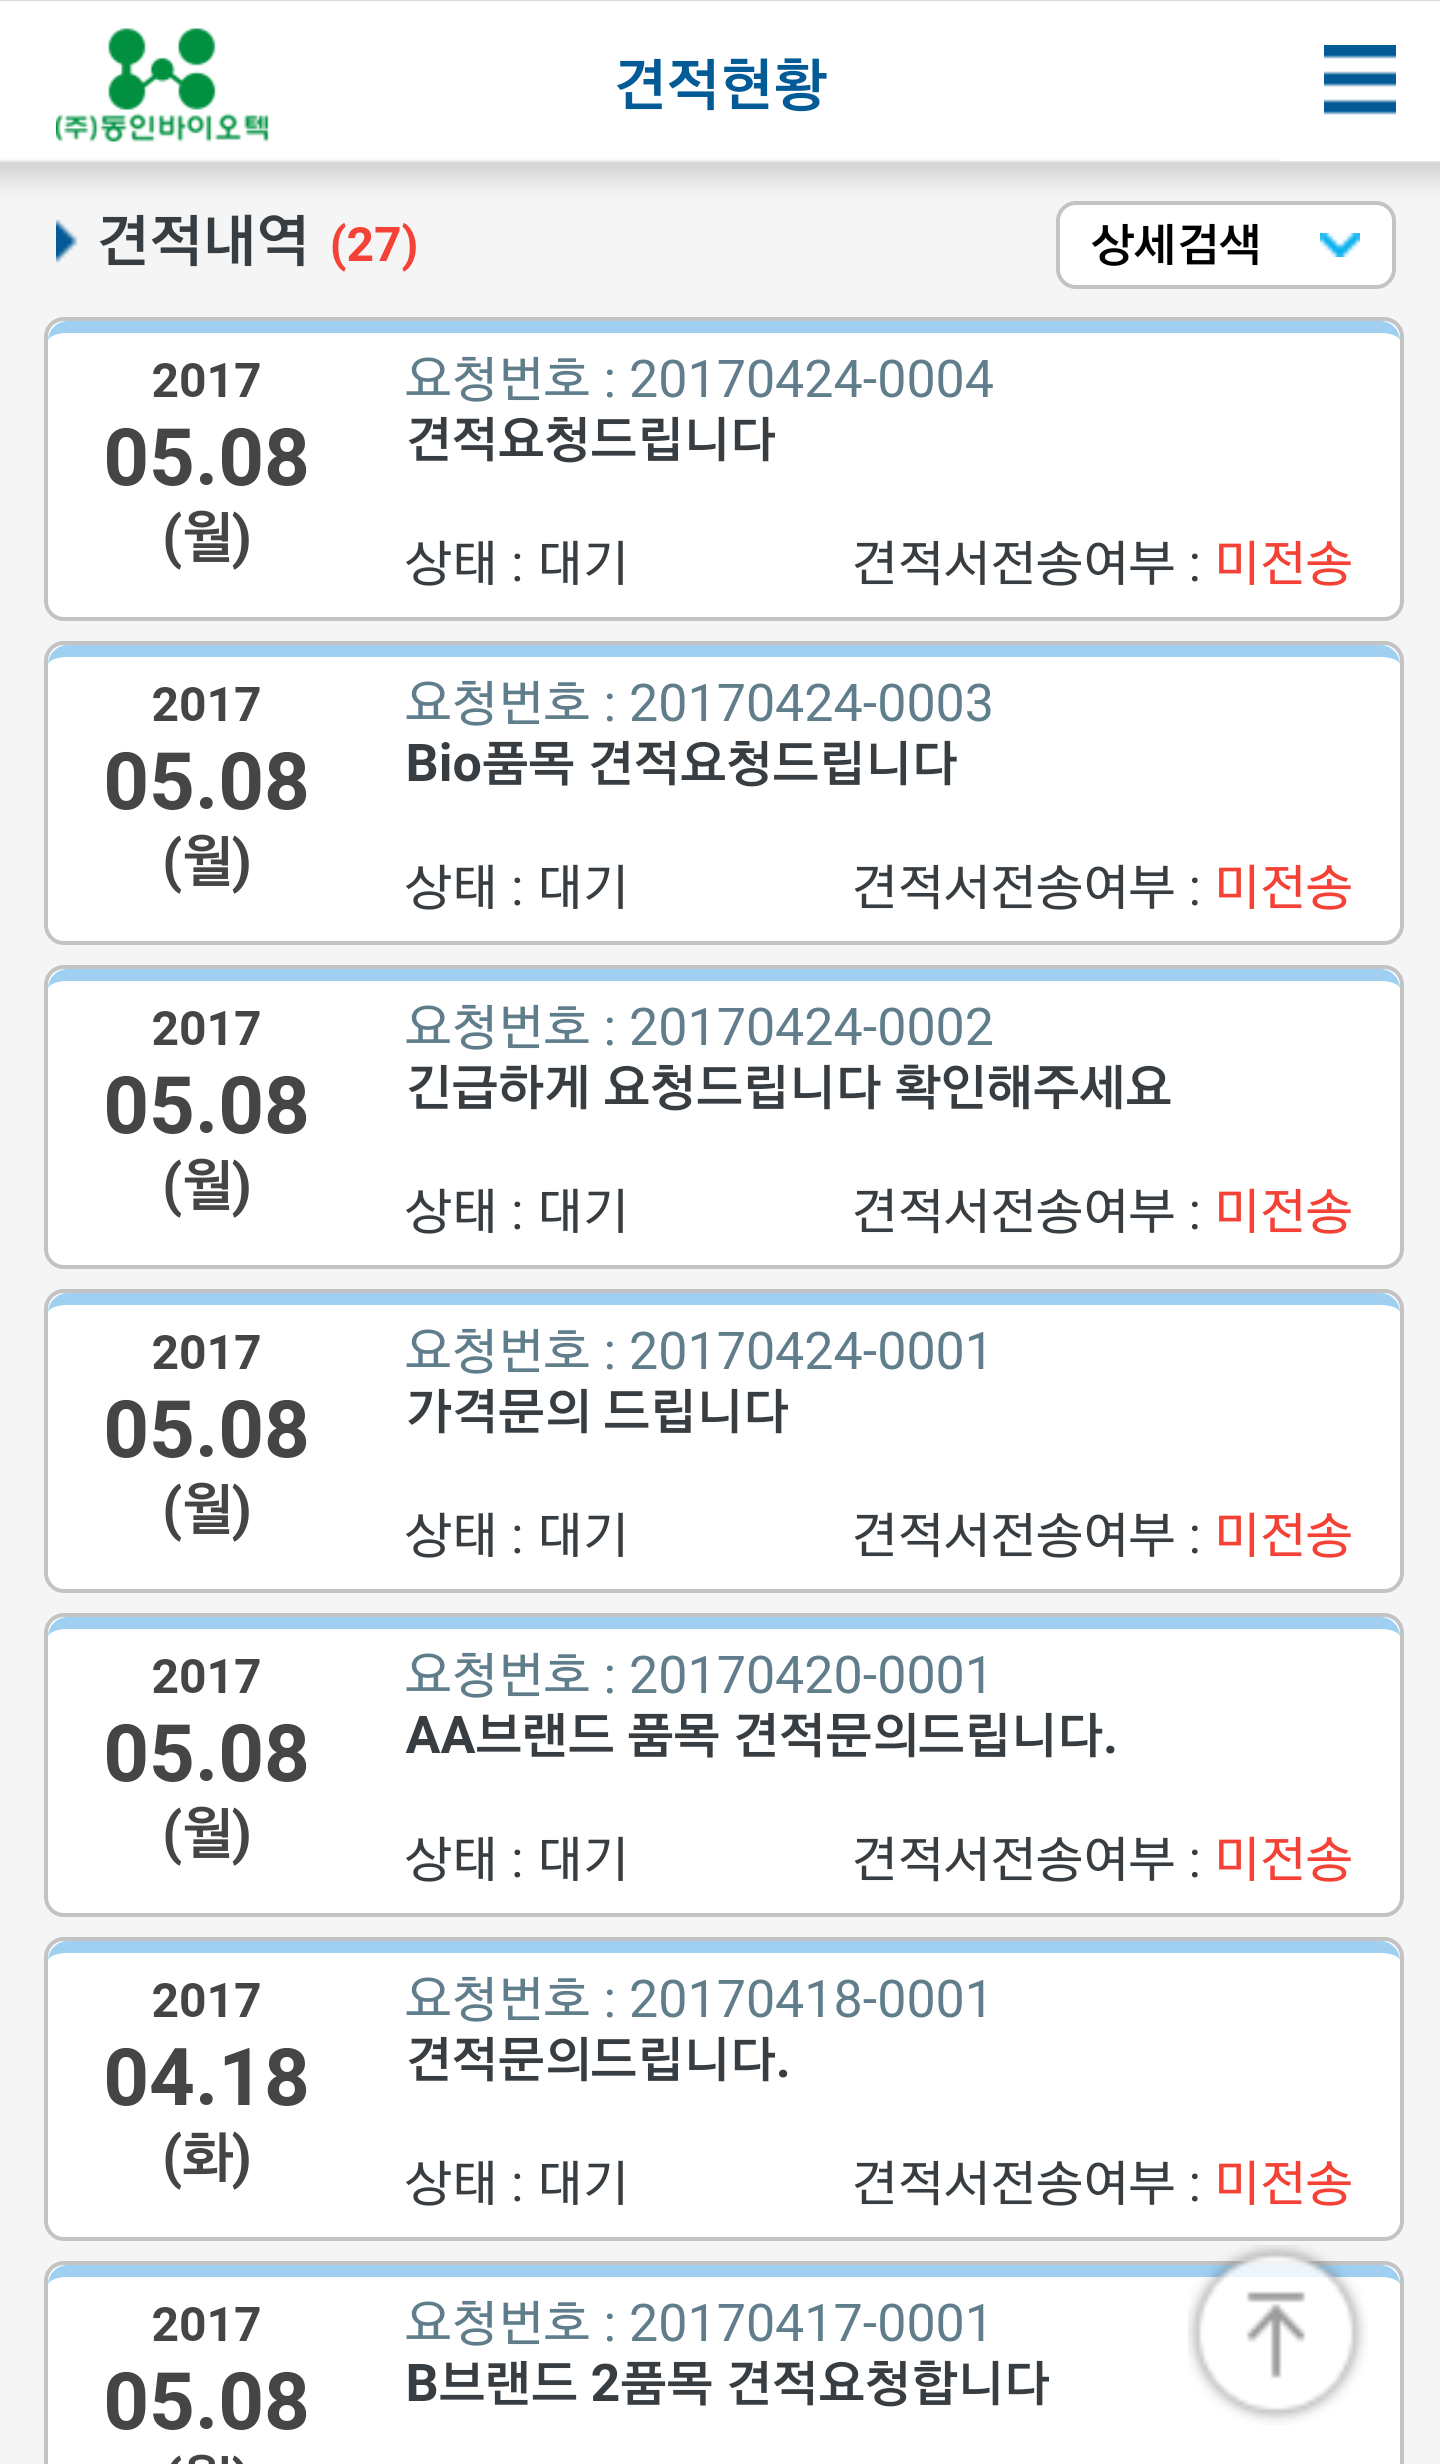 (주)동인바이오텍
견적현황
견적내역 (27)
상세검색
2017
05.08
(월)
요청번호 : 20170424-0004
견적요청드립니다
상태 : 대기 견적서전송여부 : 미전송
2017
05.08
(월)
요청번호 : 20170424-0003
Bio품목 견적요청드립니다
상태 : 대기 견적서전송여부 : 미전송
2017
05.08
(월)
요청번호 : 20170424-0002
긴급하게 요청드립니다 확인해주세요
상태 : 대기 견적서전송여부 : 미전송
2017
05.08
(월)
요청번호 : 20170424-0001
가격문의 드립니다
상태 : 대기 견적서전송여부 : 미전송
2017
05.08
(월)
요청번호 : 20170420-0001
AA브랜드 품목 견적문의드립니다.
상태 : 대기 견적서전송여부 : 미전송
2017
04.18
(화)
요청번호 : 20170418-0001
견적문의드립니다.
상태 : 대기 견적서전송여부 : 미전송
2017
05.08
요청번호 : 20170417-0001
B브랜드 2품목 견적요청합니다